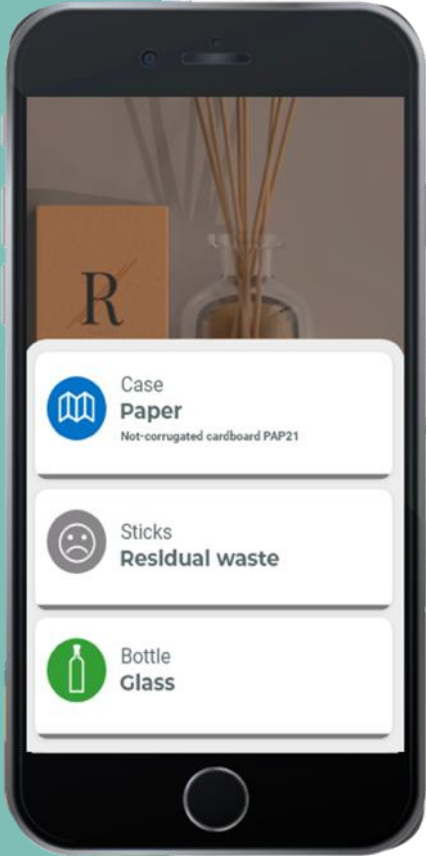 R
Case
Paper
Not-corrugated cardboard PAP21
Sticks
Residual waste
Bottle
Glass